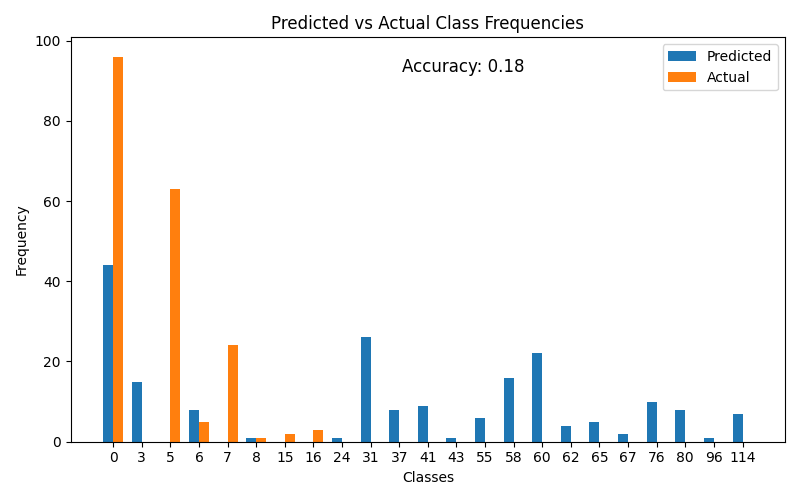 Predicted vs Actual Class Frequencies
Accuracy: 0.18
Predicted
Actual
Frequency
100
80
60
40
20
0
0 3 5 6 7 8 15 16 24 31 37 41 43 55 58 60 62 65 67 76 80 96 114
Classes